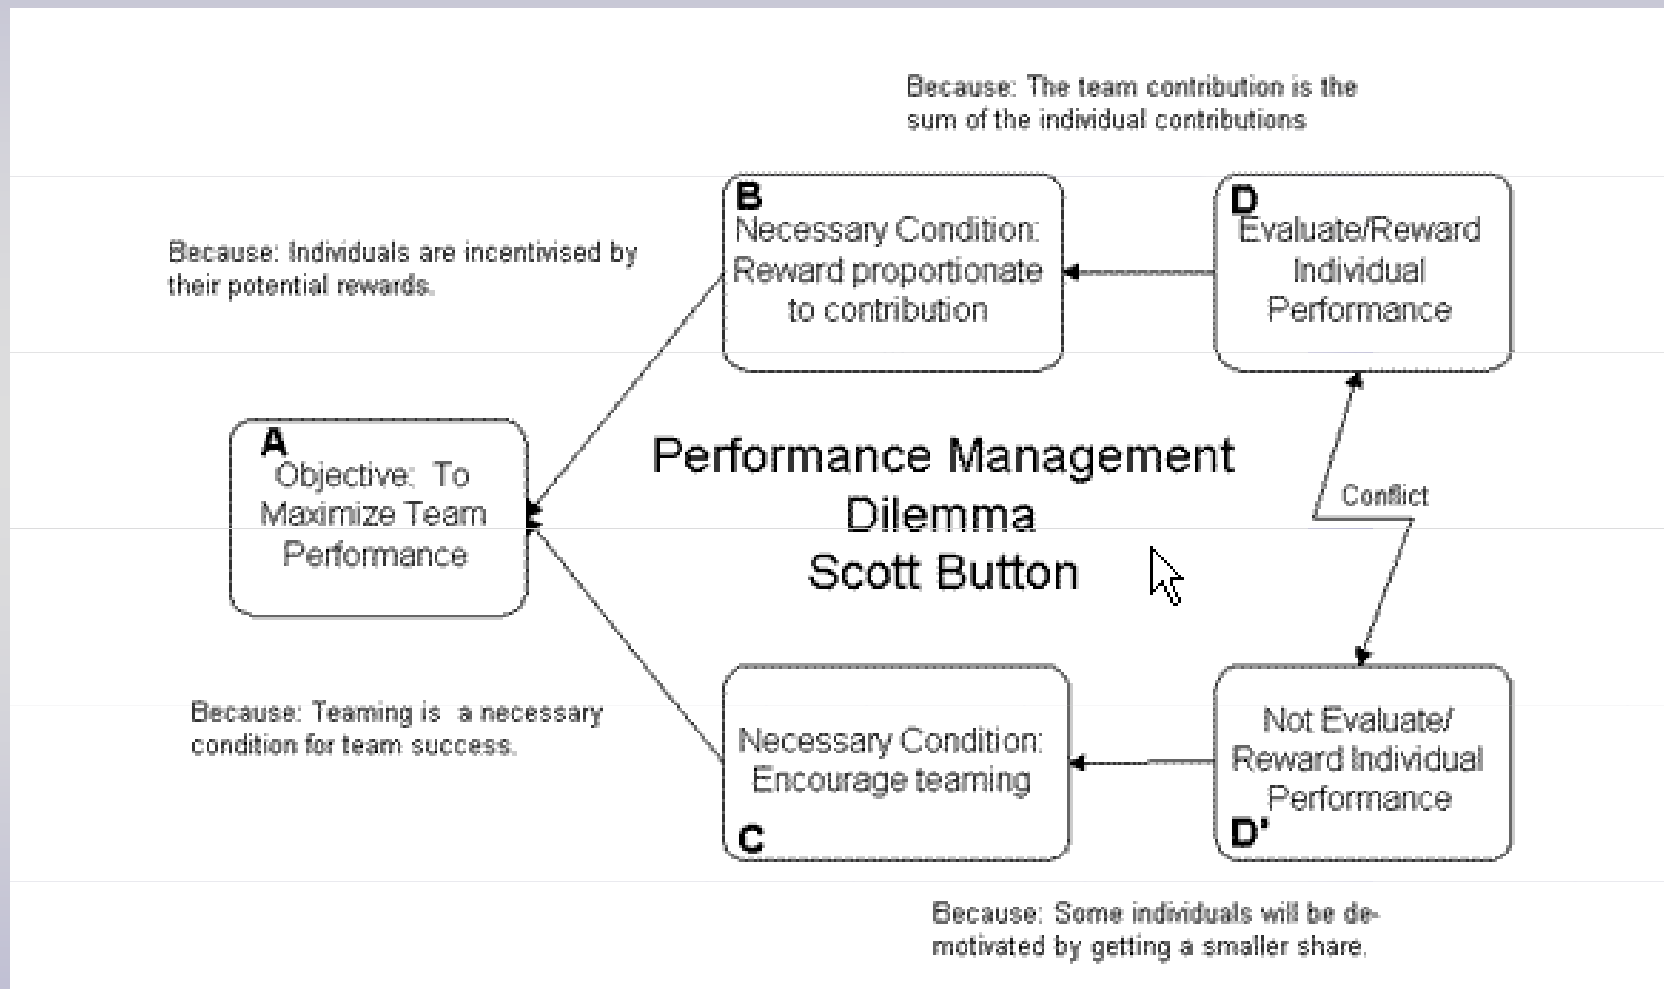 Because: The team contribution is the
sum of the individual contributions
B
Necessary Condition:
Reward proportionate
to contribution
D
Evaluate/Reward
Individual
Performance
Because: Individuals are incentivised by
their potential rewards.
A
Objective: To
Maximize Team
Performance
Performance Management
Dilemma
Scott Button
Conflict
Because: Teaming is a necessary
condition for team success.
Necessary Condition:
Encourage teaming
C
Not Evaluate/
Reward Individual
Performance
D'
Because: Some individuals will be de-
motivated by getting a smaller share.